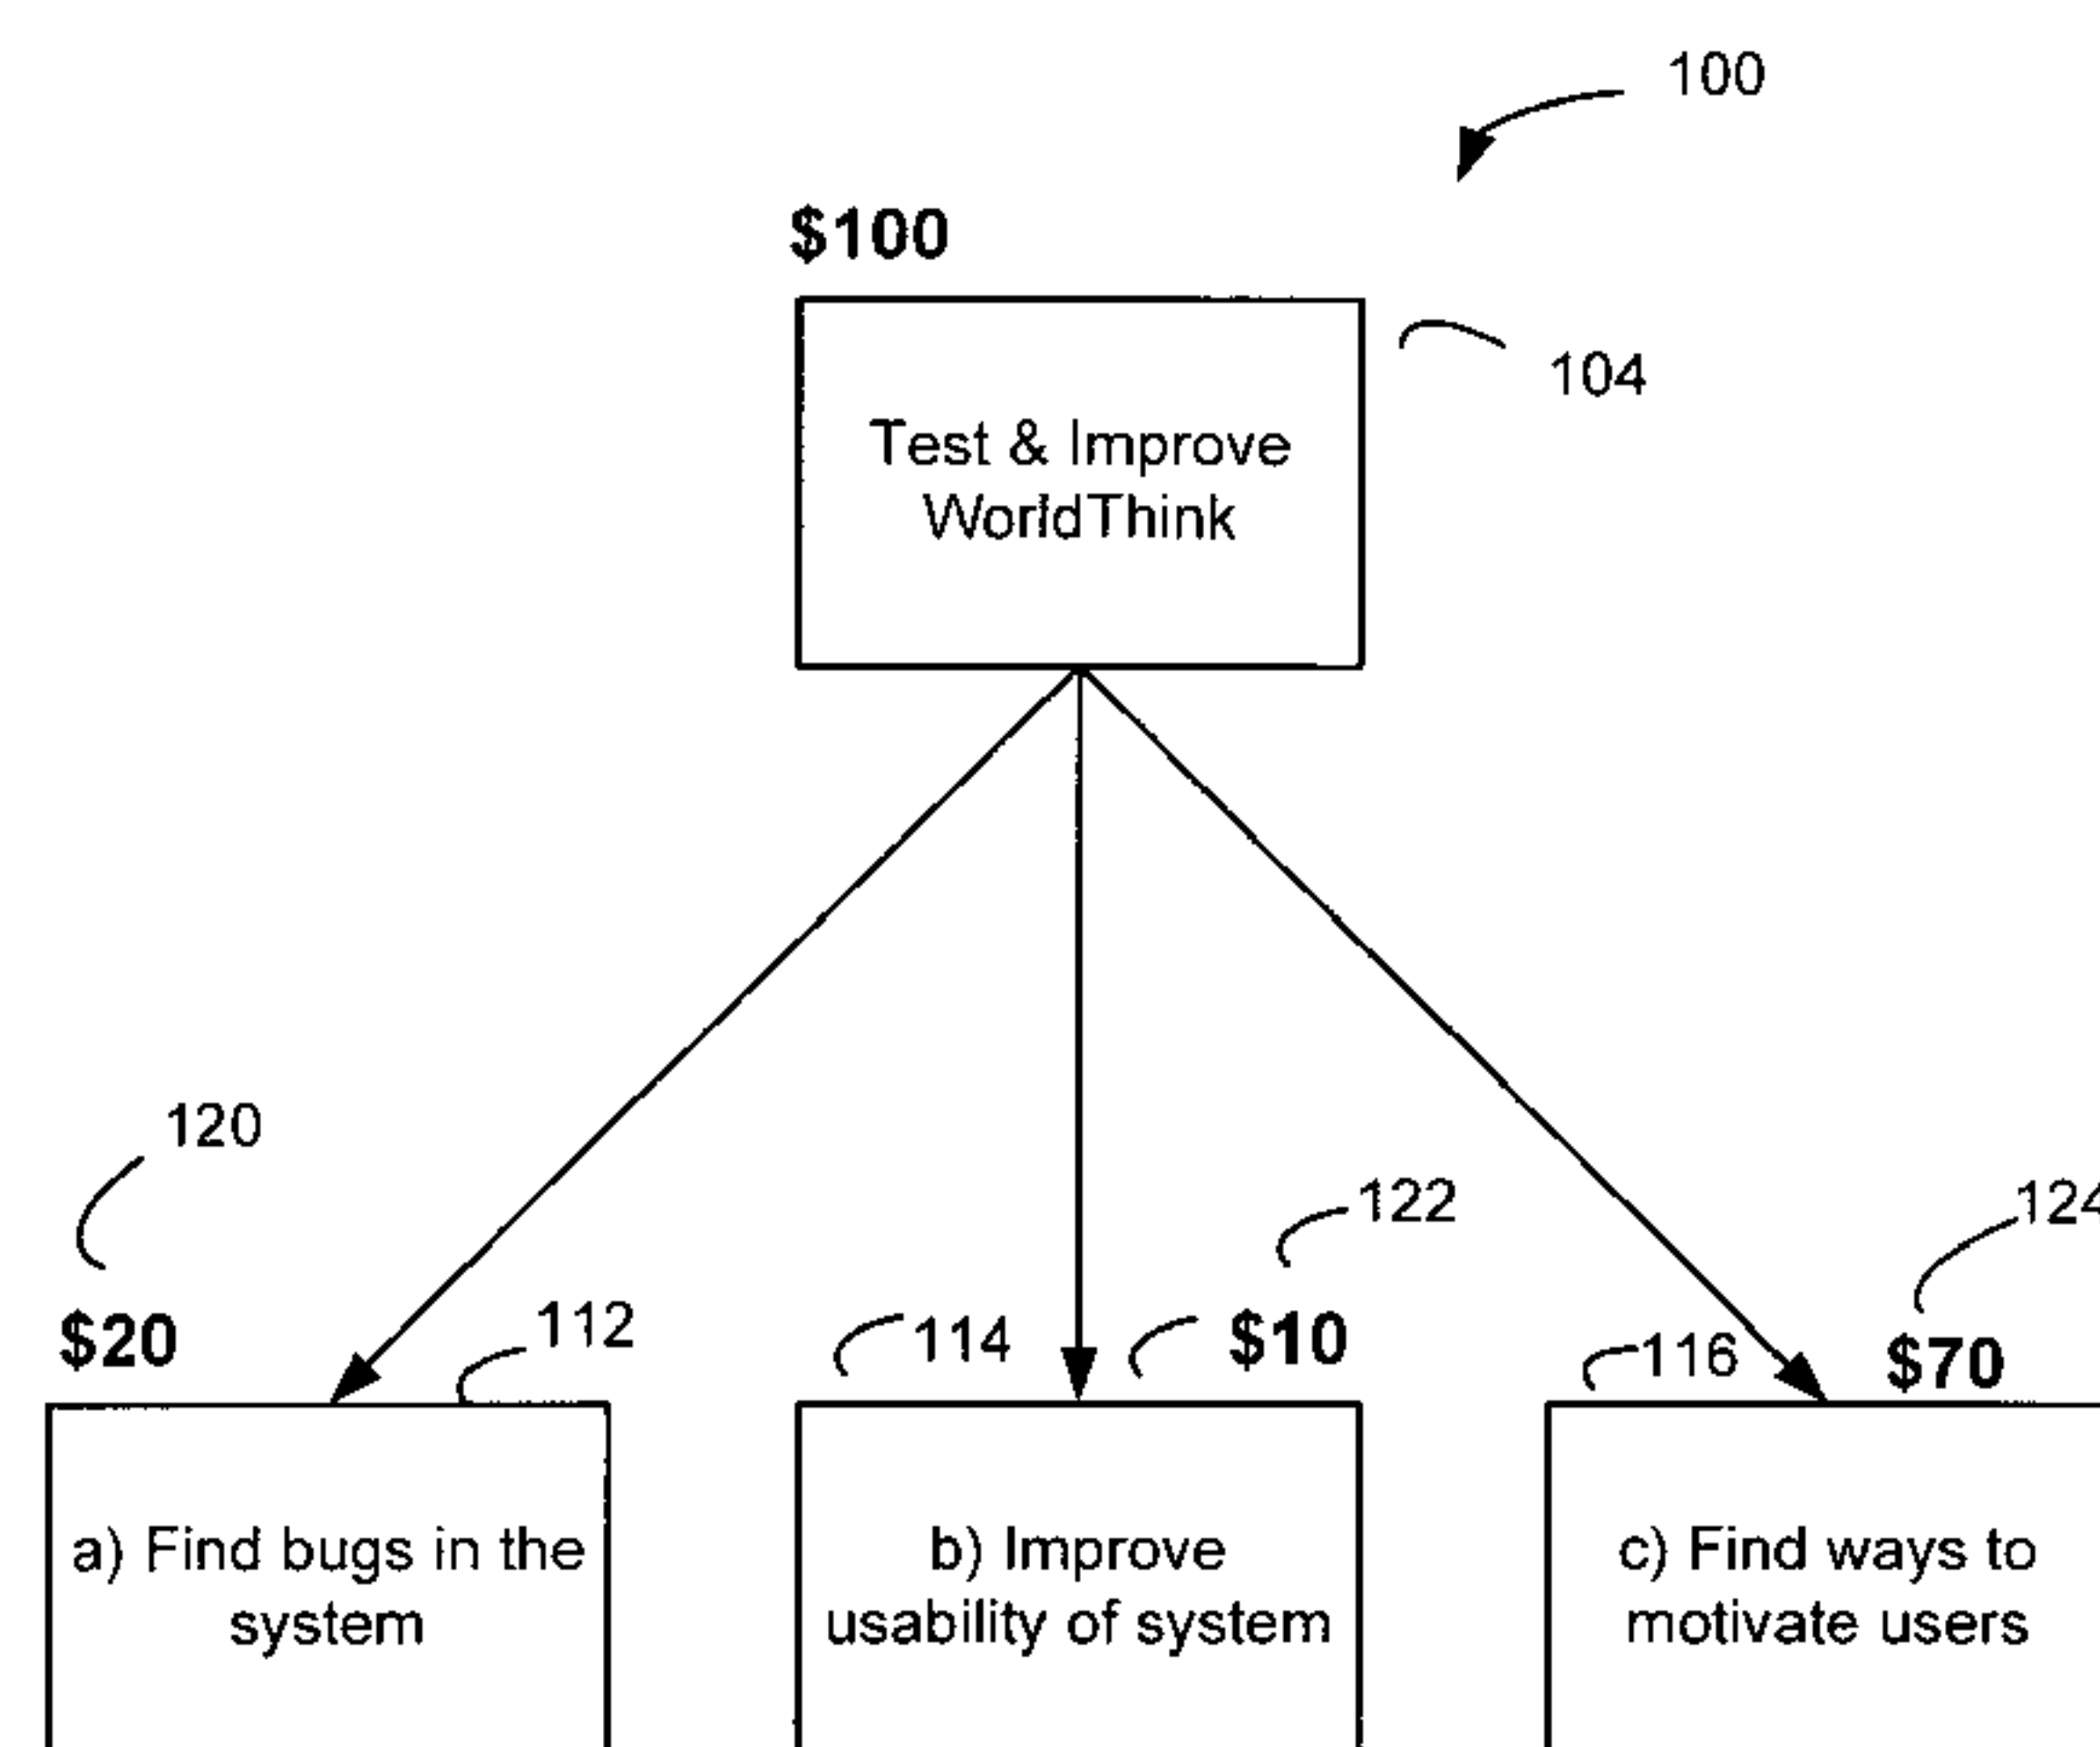 100
$100
104
Test & Improve
WorldThink
120
122
124
$20
112
114
$10
116
$70
a) Find bugs in the
system
b) Improve
usability of system
c) Find ways to
motivate users